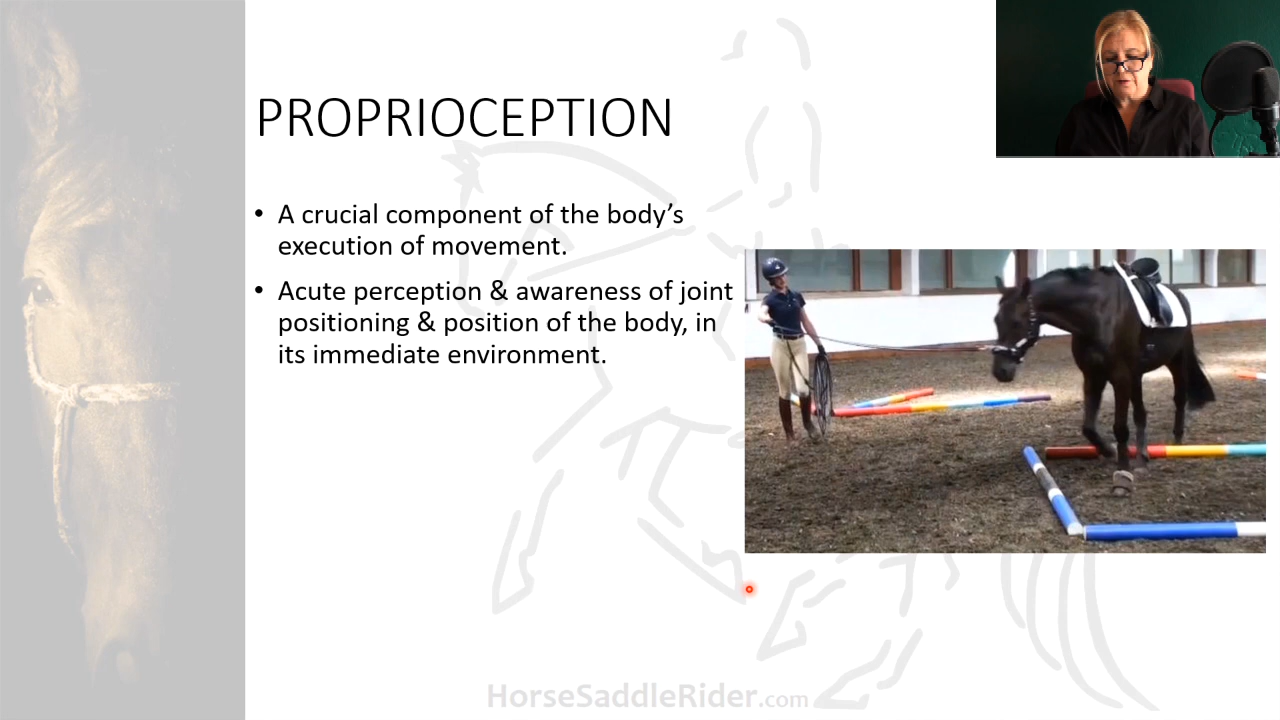 PROPRIOCEPTION
• A crucial component of the body’s
execution of movement.
• Acute perception & awareness of joint
positioning & position of the body, in
its immediate environment.
HorseSaddleRider.com